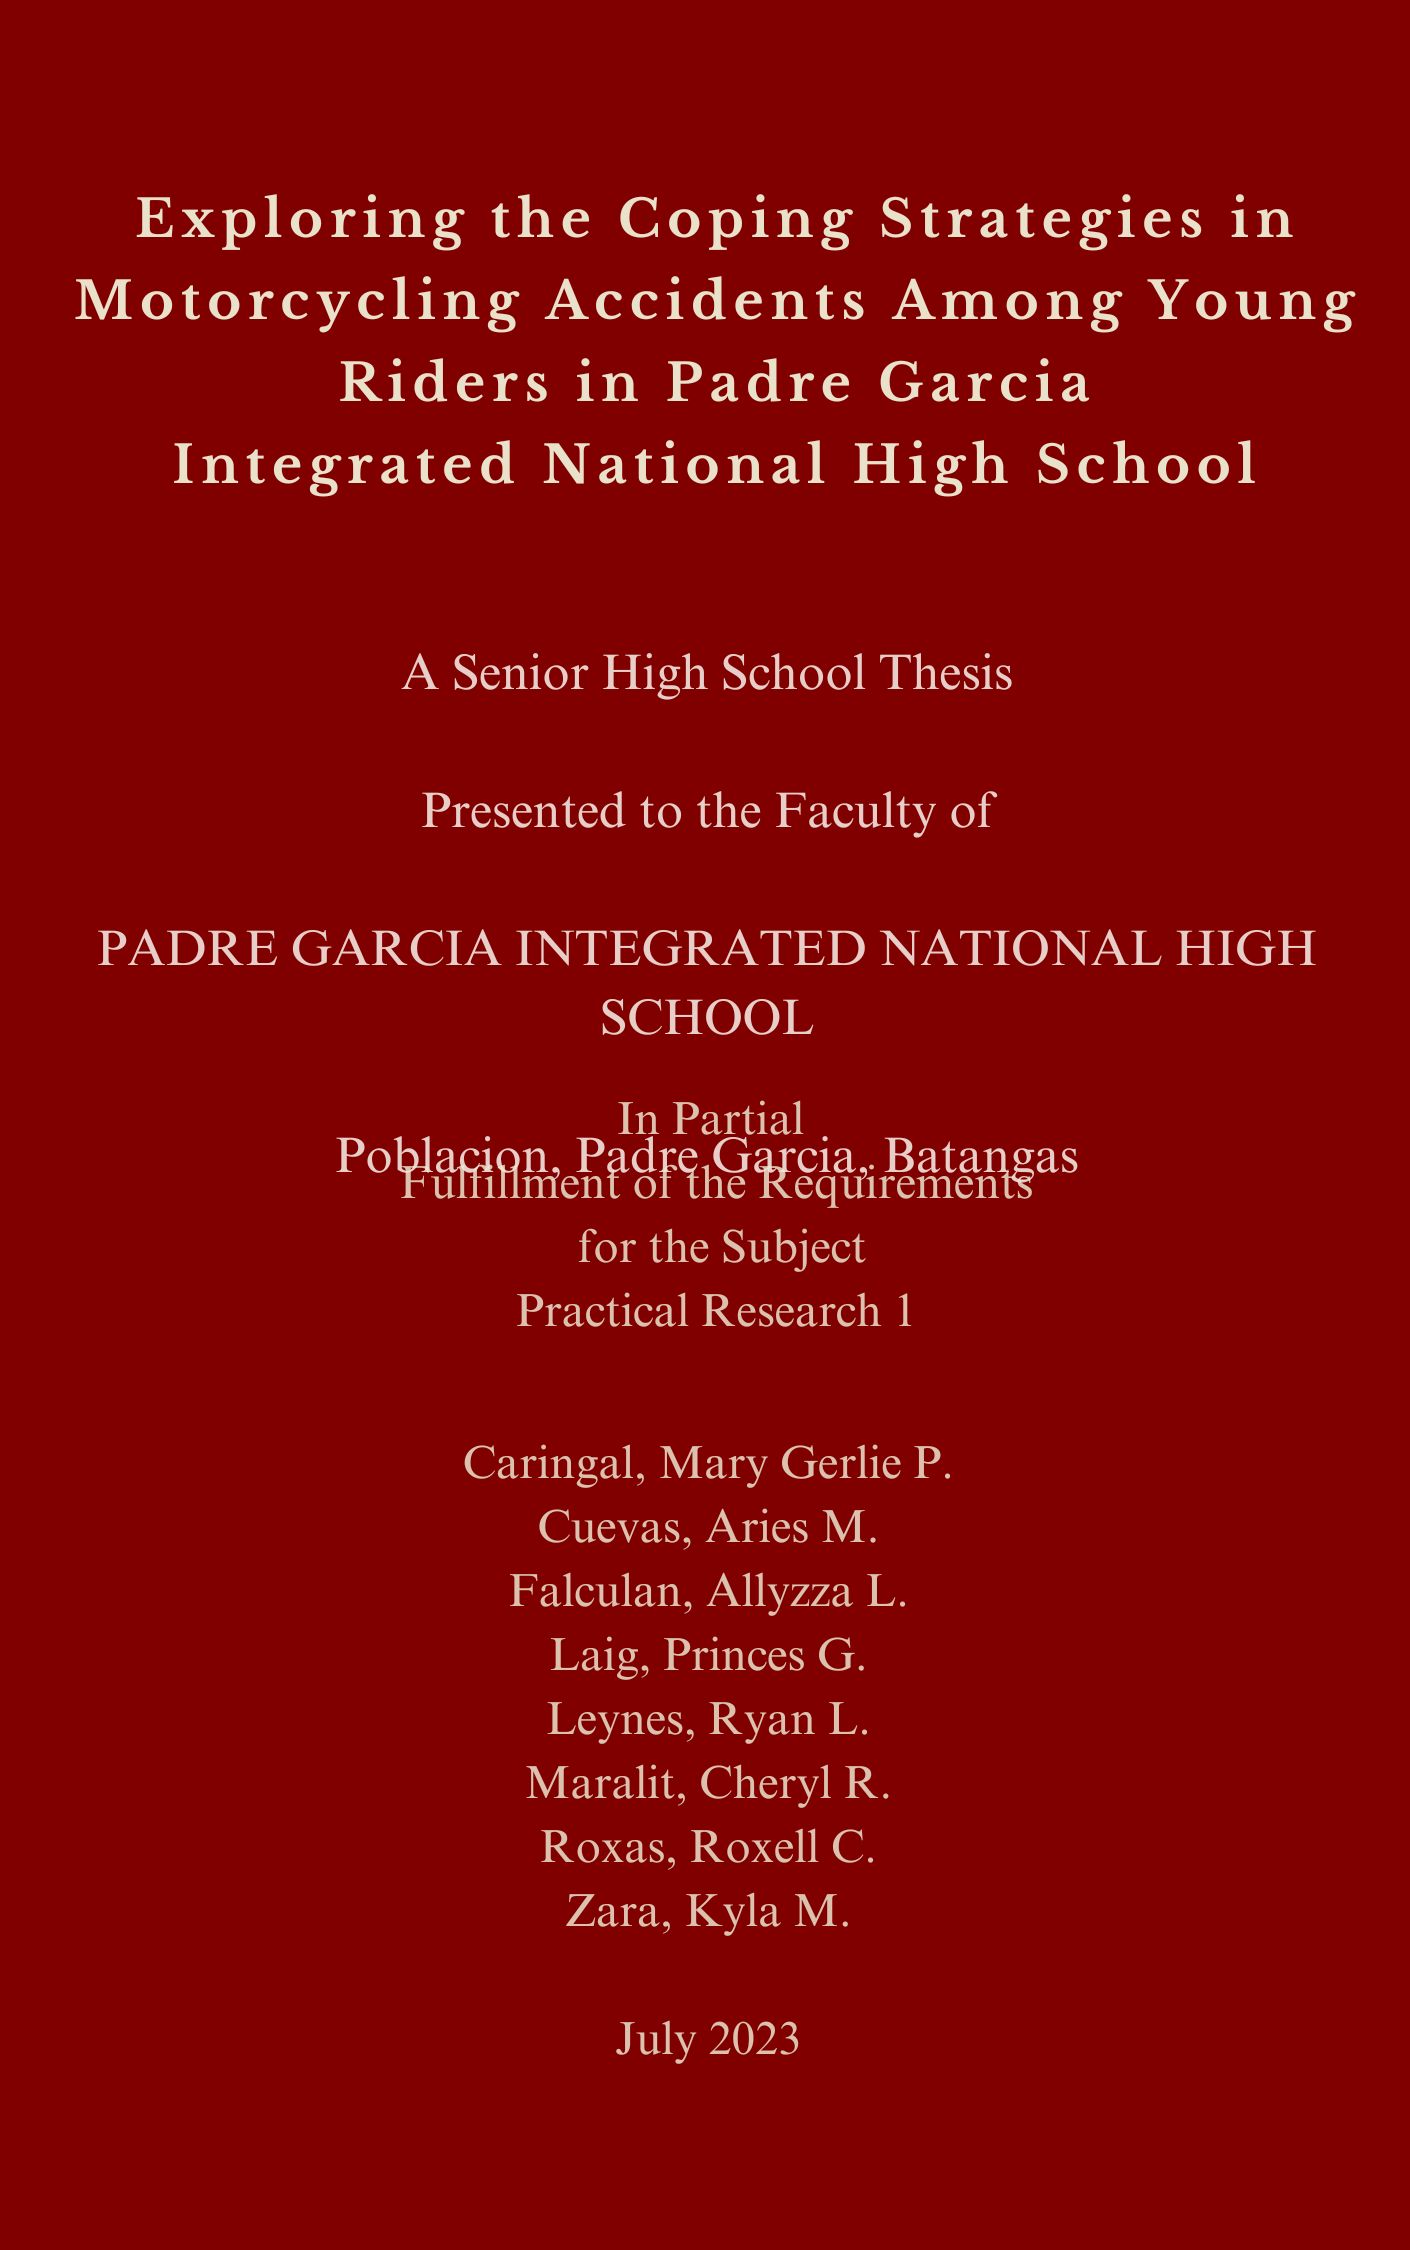 Exploring the Coping Strategies in
Motorcycling Accidents Among Young
Riders in Padre Garcia
Integrated National High School
A Senior High School Thesis
Presented to the Faculty of
PADRE GARCIA INTEGRATED NATIONAL HIGH
SCHOOL
In Partial
Poblacion, Padre Garcia, Batangas
Fulfillment of the Requirements
for the Subject
Practical Research 1
Caringal, Mary Gerlie P.
Cuevas, Aries M.
Falculan, Allyzza L.
Laig, Princes G.
Leynes, Ryan L.
Maralit, Cheryl R.
Roxas, Roxell C.
Zara, Kyla M.
July 2023